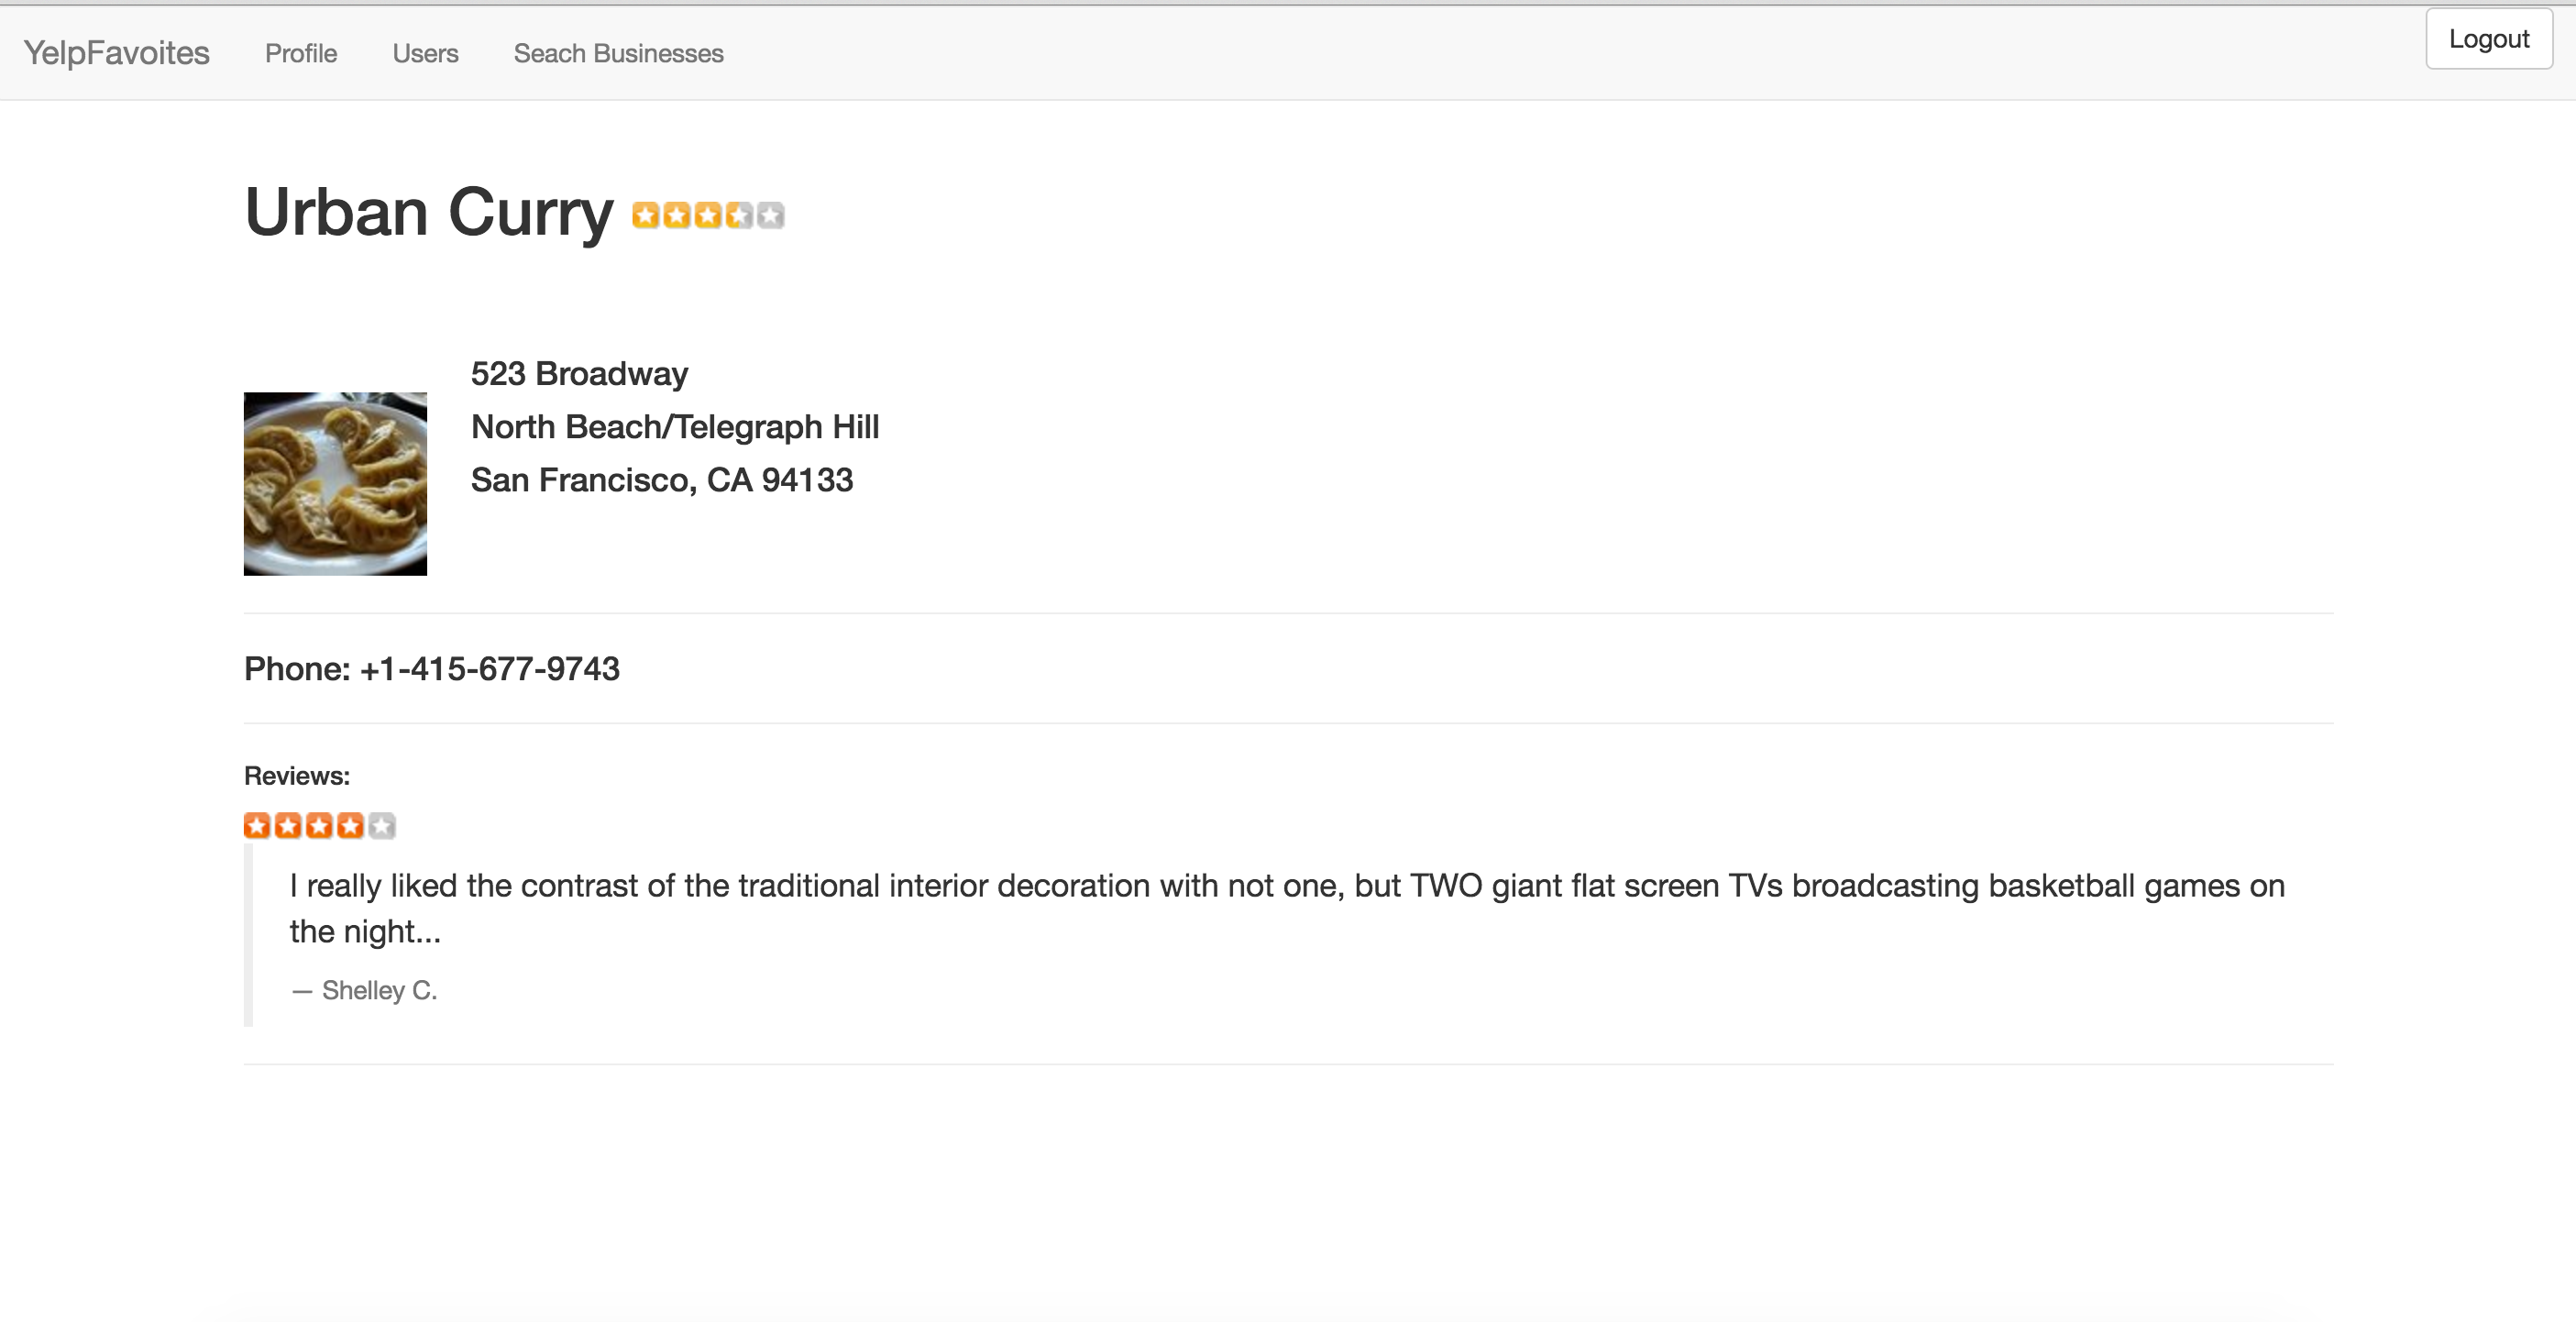 YelpFavoites Profile Users Seach Businesses Logout
Urban Curry
523 Broadway
North Beach/Telegraph Hill
San Francisco, CA 94133
Phone: +1-415-677-9743
Reviews:
I really liked the contrast of the traditional interior decoration with not one, but TWO giant flat screen TVs broadcasting basketball games on
the night...
— Shelley C.